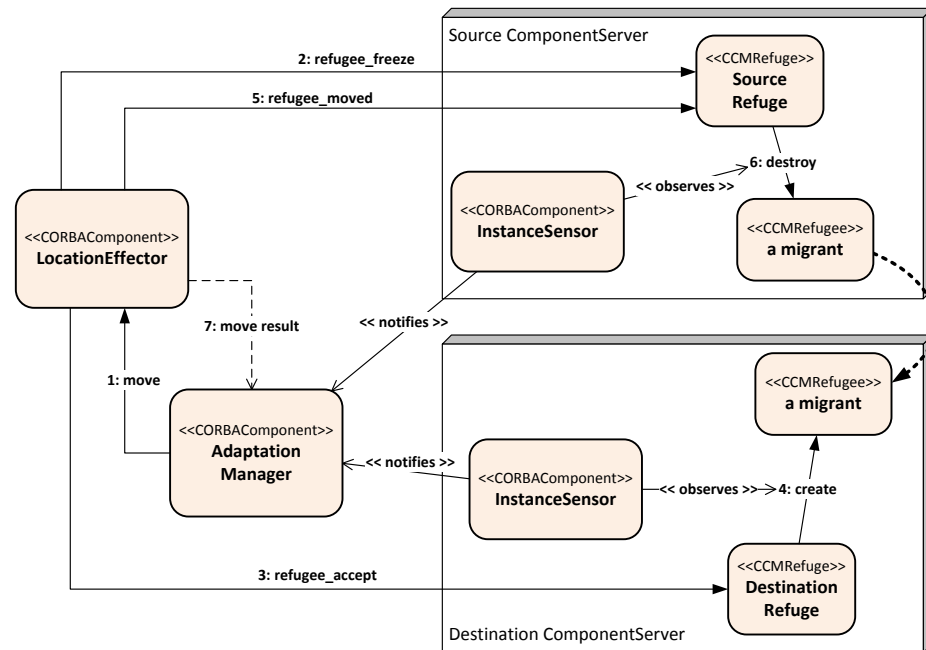 Source ComponentServer
2: refugee_freeze
<<CCMRefuge>>
Source
Refuge
5: refugee_moved
6: destroy
<< observes >>
<<CORBAComponent>>
InstanceSensor
<<CCMRefugee>>
a migrant
<<CORBAComponent>>
LocationEffector
7: move result
<< notifies >>
1: move
<<CCMRefugee>>
a migrant
<<CORBAComponent>>
Adaptation
Manager
<< notifies >>
<<CORBAComponent>>
InstanceSensor
<< observes >>
4: create
<<CCMRefuge>>
Destination
Refuge
3: refugee_accept
Destination ComponentServer